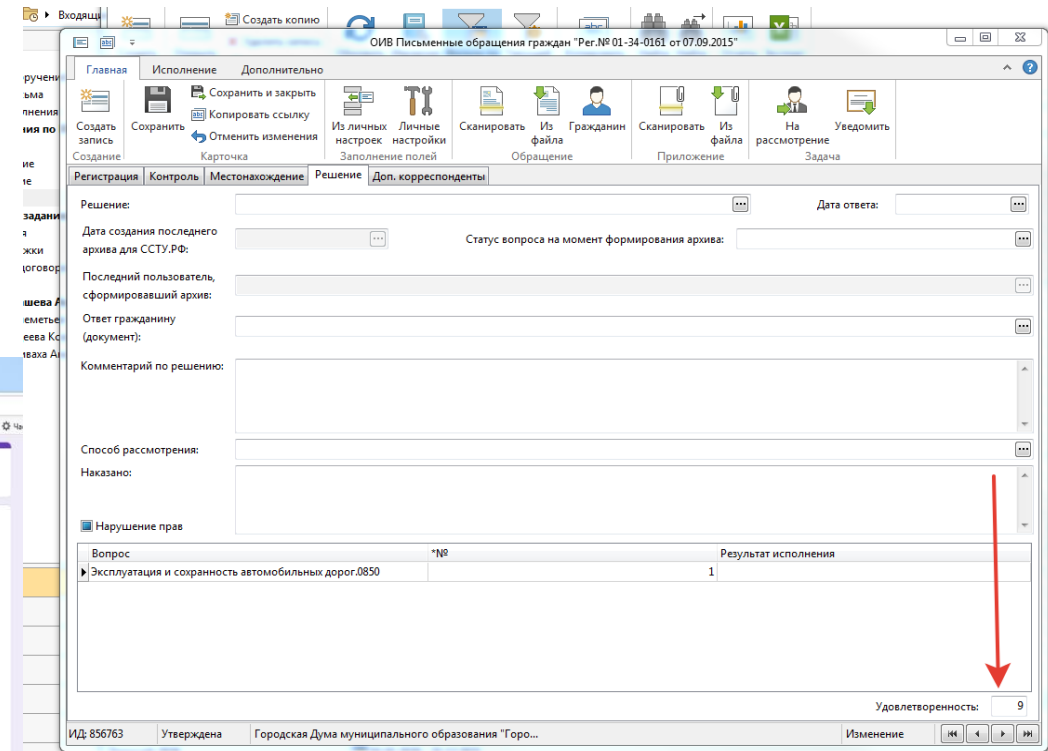 Входящи
Создать копию
ОИВ Письменные обращения граждан "Рег.№ 01-34-0161 от 07.09.2015"
Главная Исполнение Дополнительно
Создать запись
Сохранить
Сохранить и закрыть
Копировать ссылку
Отменить изменения
Из личных настроек
Личные настройки
Сканировать
Из файла
Гражданин
Сканировать
Из файла
На рассмотрение
Уведомить
Создание Карточка Заполнение полей Обращение Приложение Задача
Регистрация Контроль Местонахождение Решение Доп. корреспонденты
Решение: Дата ответа:
Дата создания последнего
архива для ССТУ.РФ:
Статус вопроса на момент формирования архива:
Последний пользователь,
сформировавший архив:
Ответ гражданину
(документ):
Комментарий по решению:
Способ рассмотрения:
Наказано:
Нарушение прав
Вопрос *№ Результат исполнения
Эксплуатация и сохранность автомобильных дорог.0850 1
Удовлетворенность: 9
ИД: 856763 Утверждена Городская Дума муниципального образования "Горо... Изменение